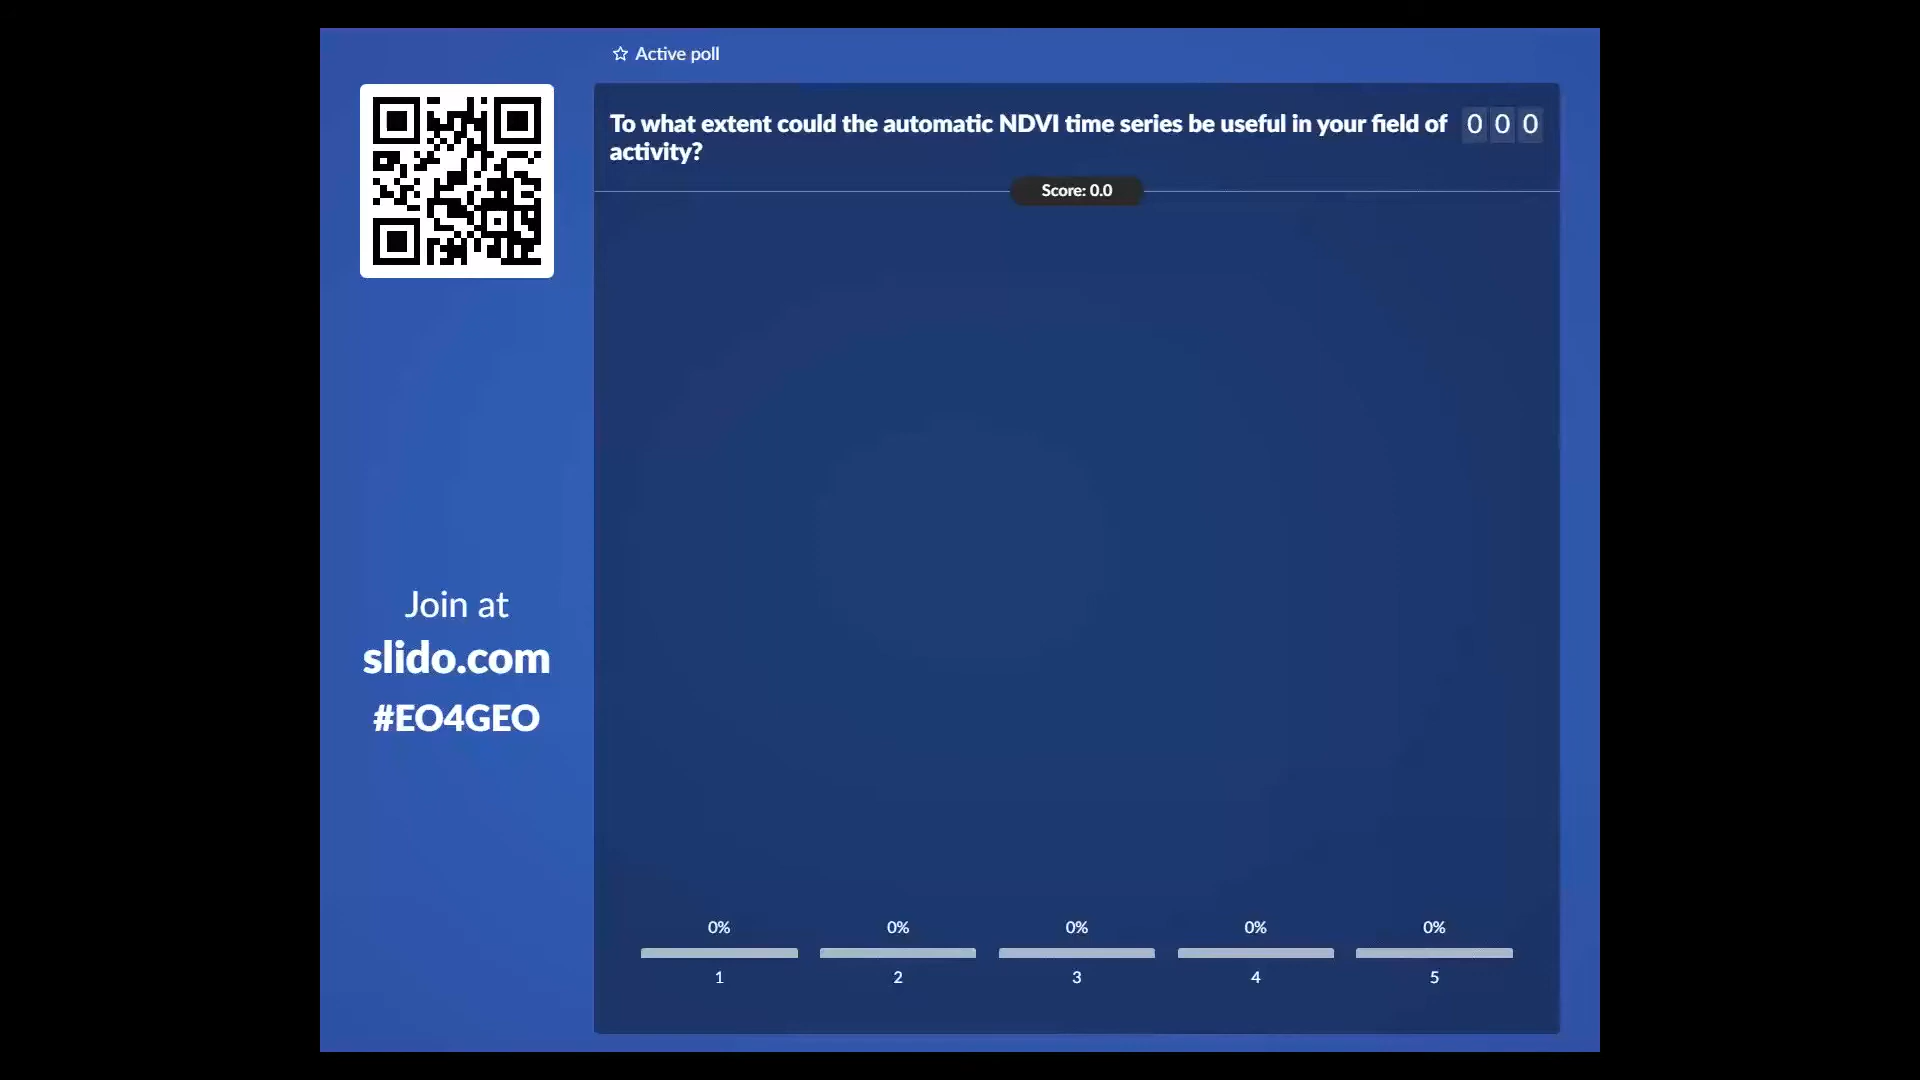 Active poll
To what extent could the automatic NDVI time series be useful in your field of
activity?
0 0 0
Score: 0.0
Join at
slido.com
#EO4GEO
0% 0% 0% 0% 0%
1 2 3 4 5